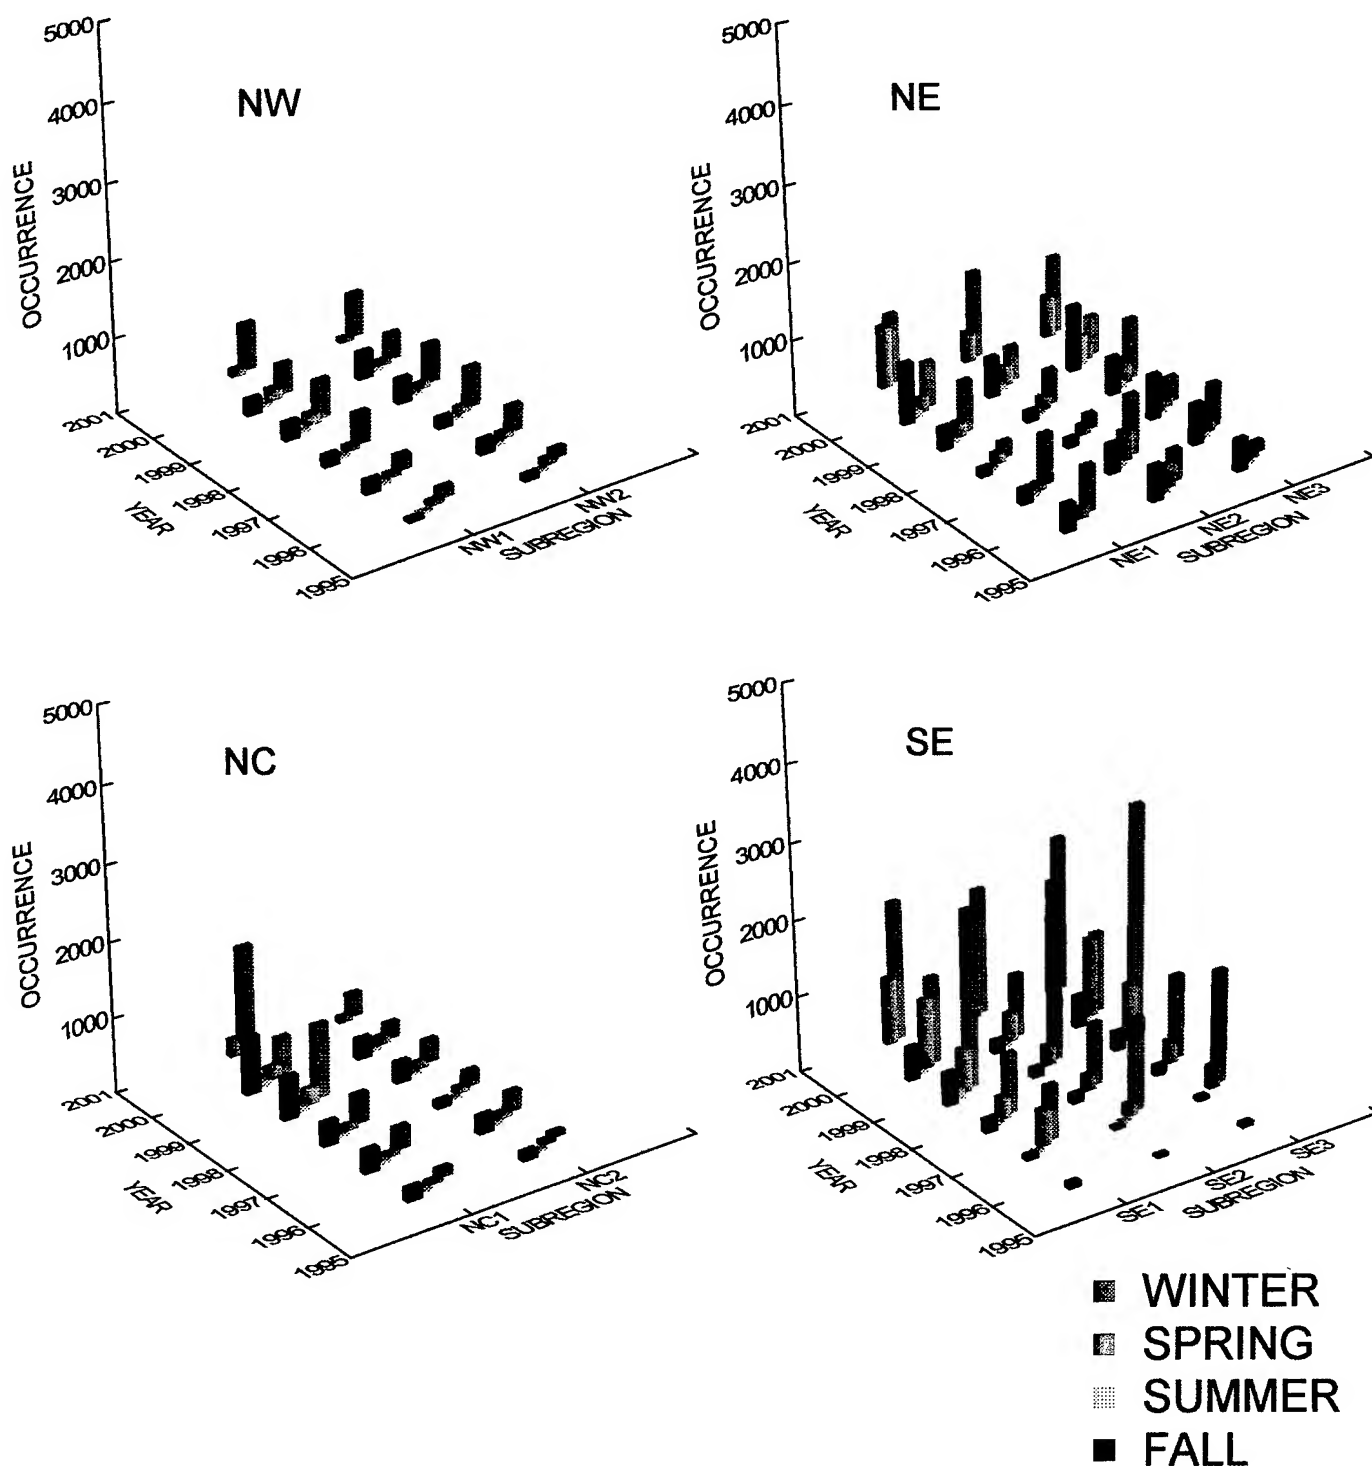 5000
4000
3000
2000
1000
OCCURRENCE
NW
2001
2000
1999
1998
1997
1996
1995
YEAR
NW1
NW2
SUBREGION
5000
4000
3000
2000
1000
OCCURRENCE
NE
2001
2000
1999
1998
1997
1996
1995
YEAR
NE1
NE2
NE3
SUBREGION
5000
4000
3000
2000
1000
OCCURRENCE
NC
2001
2000
1999
1998
1997
1996
1995
YEAR
NC1
NC2
SUBREGION
5000
4000
3000
2000
1000
OCCURRENCE
SE
2001
2000
1999
1998
1997
1996
1995
YEAR
SE1
SE2
SE3
SUBREGION
WINTER
SPRING
SUMMER
FALL